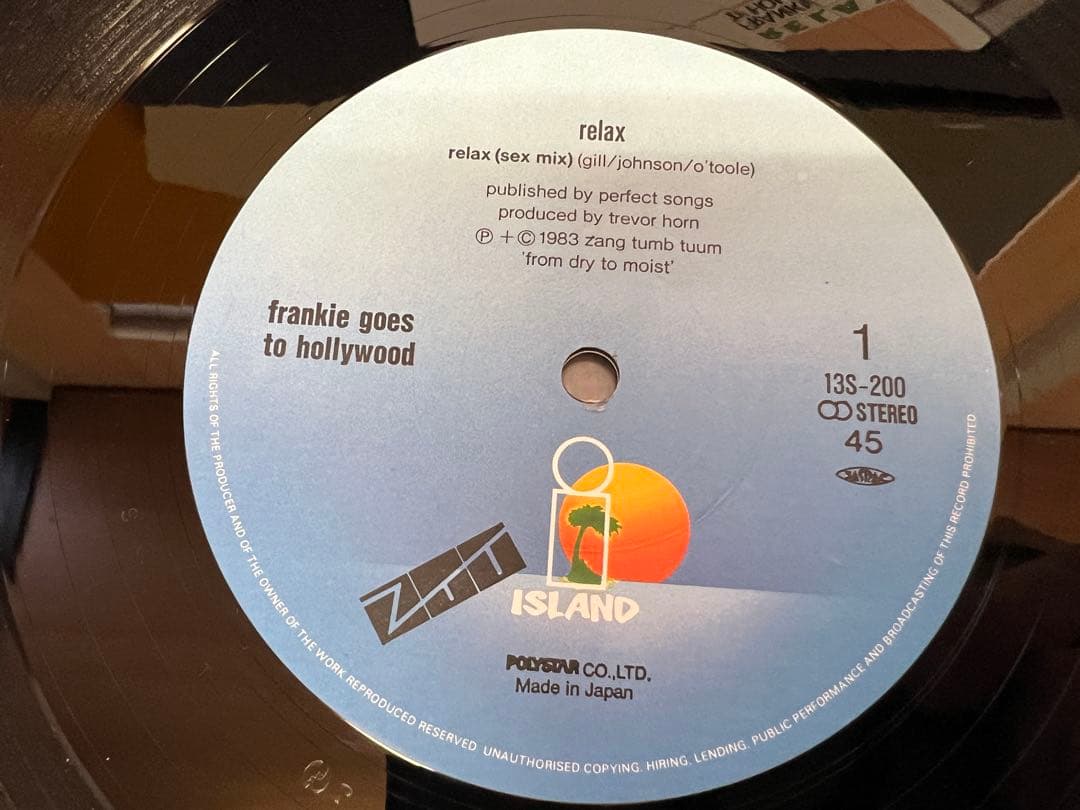 relax
relax (sex mix) (gill/johnson/o'toole)
published by perfect songs
produced by trevor horn
℗ + © 1983 zang tumb tuum
'from dry to moist'
frankie goes
to hollywood
1
13S-200
STEREO
45
JASRAC
ZTT
i
ISLAND
POLYSTAR CO.,LTD.
Made in Japan
ALL RIGHTS OF THE PRODUCER AND OF THE OWNER OF THE WORK REPRODUCED RESERVED UNAUTHORISED COPYING. HIRING. LENDING. PUBLIC PERFORMANCE AND BROADCASTING OF THIS RECORD PROHIBITED